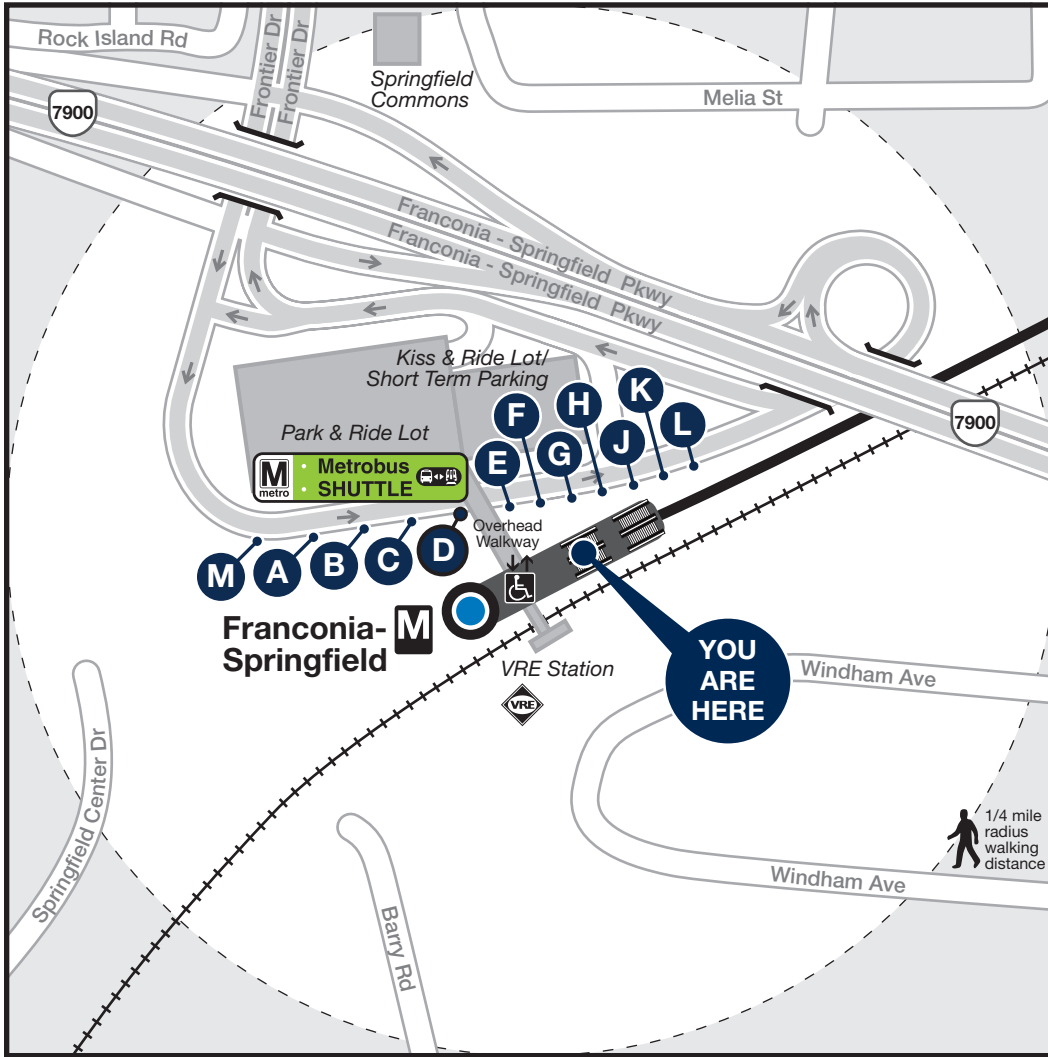 Rock Island Rd
Frontier Dr
Frontier Dr
Springfield
Commons
Melia St
7900
Franconia - Springfield Pkwy
Franconia - Springfield Pkwy
7900
Kiss & Ride Lot/
Short Term Parking
Park & Ride Lot
M
metro
· Metrobus
· SHUTTLE
F
H
K
E
G
J
L
M
A
B
C
D
Overhead
Walkway
Franconia-
Springfield
M
VRE Station
VRE
YOU
ARE
HERE
Windham Ave
Springfield Center Dr
Barry Rd
Windham Ave
1/4 mile
radius
walking
distance